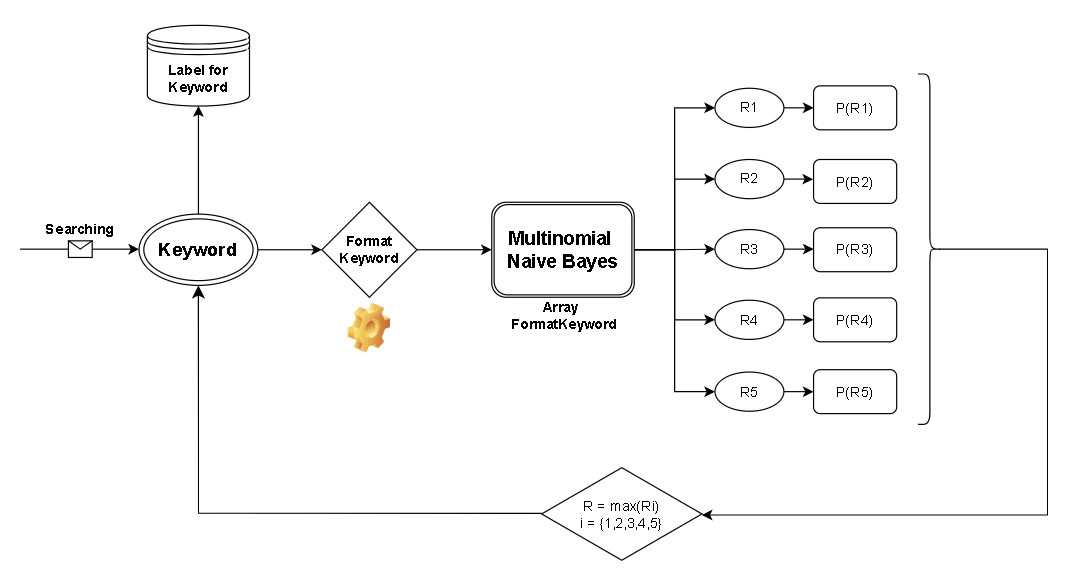 Label for
Keyword
Searching
Keyword
Format
Keyword
Multinomial
Naive Bayes
Array
FormatKeyword
R1
P(R1)
R2
P(R2)
R3
P(R3)
R4
P(R4)
R5
P(R5)
R = max(Ri)
i = {1,2,3,4,5}